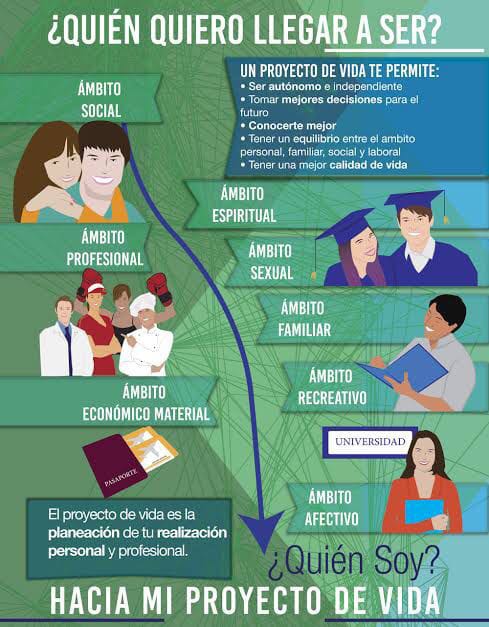 ¿QUIÉN QUIERO LLEGAR A SER?
UN PROYECTO DE VIDA TE PERMITE:
• Ser autónomo e independiente
• Tomar mejores decisiones para el
futuro
• Conocerte mejor
• Tener un equilibrio entre el ambito
personal, familiar, social y laboral
• Tener una mejor calidad de vida
ÁMBITO
SOCIAL
ÁMBITO
ESPIRITUAL
ÁMBITO
PROFESIONAL
ÁMBITO
SEXUAL
ÁMBITO
FAMILIAR
ÁMBITO
RECREATIVO
ÁMBITO
ECONÓMICO MATERIAL
UNIVERSIDAD
PASAPORTE
ÁMBITO
AFECTIVO
El proyecto de vida es la
planeación de tu realización
personal y profesional.
¿Quién Soy?
HACIA MI PROYECTO DE VIDA